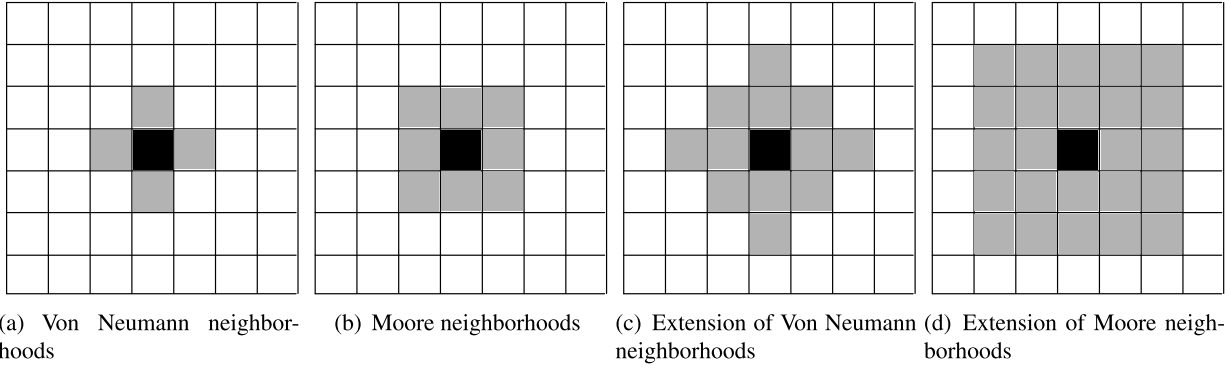 (a) Von Neumann neighbor-
hoods
(b) Moore neighborhoods
(c) Extension of Von Neumann
neighborhoods
(d) Extension of Moore neigh-
borhoods